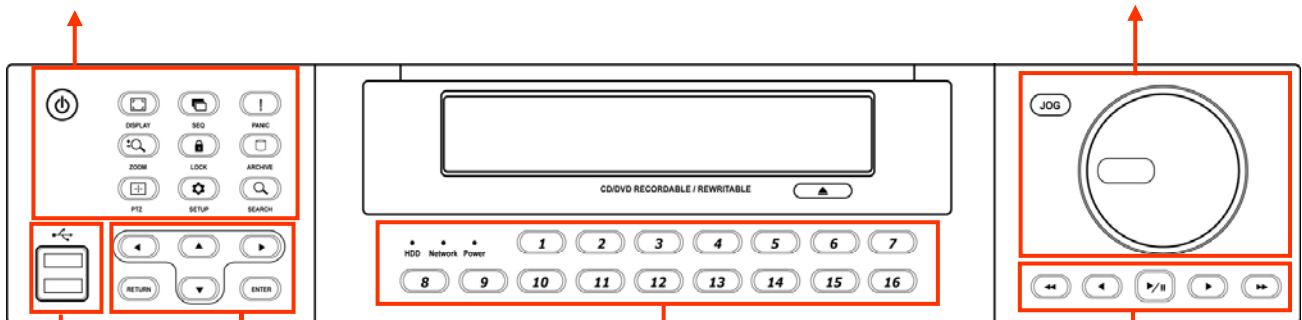 DISPLAY SEQ PANIC
ZOOM LOCK ARCHIVE
PTZ SETUP SEARCH
RETURN ENTER
CD/DVD RECORDABLE / REWRITABLE
HDD Network Power
1 2 3 4 5 6 7
8 9 10 11 12 13 14 15 16
JOG